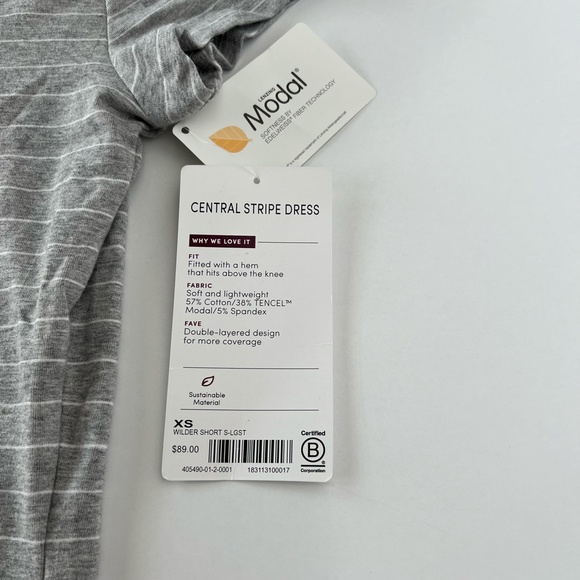 LENZING
Modal®
SOFTNESS BY
EDELWEISS® FIBER TECHNOLOGY
CENTRAL STRIPE DRESS
WHY WE LOVE IT
FIT
Fitted with a hem
that hits above the knee
FABRIC
Soft and lightweight
57% Cotton/38% TENCEL™
Modal/5% Spandex
FAVE
Double-layered design
for more coverage
Sustainable
Material
XS
WILDER SHORT S-LGST
$89.00
405490-01-2-0001 183113100017
Certified
B
Corporation